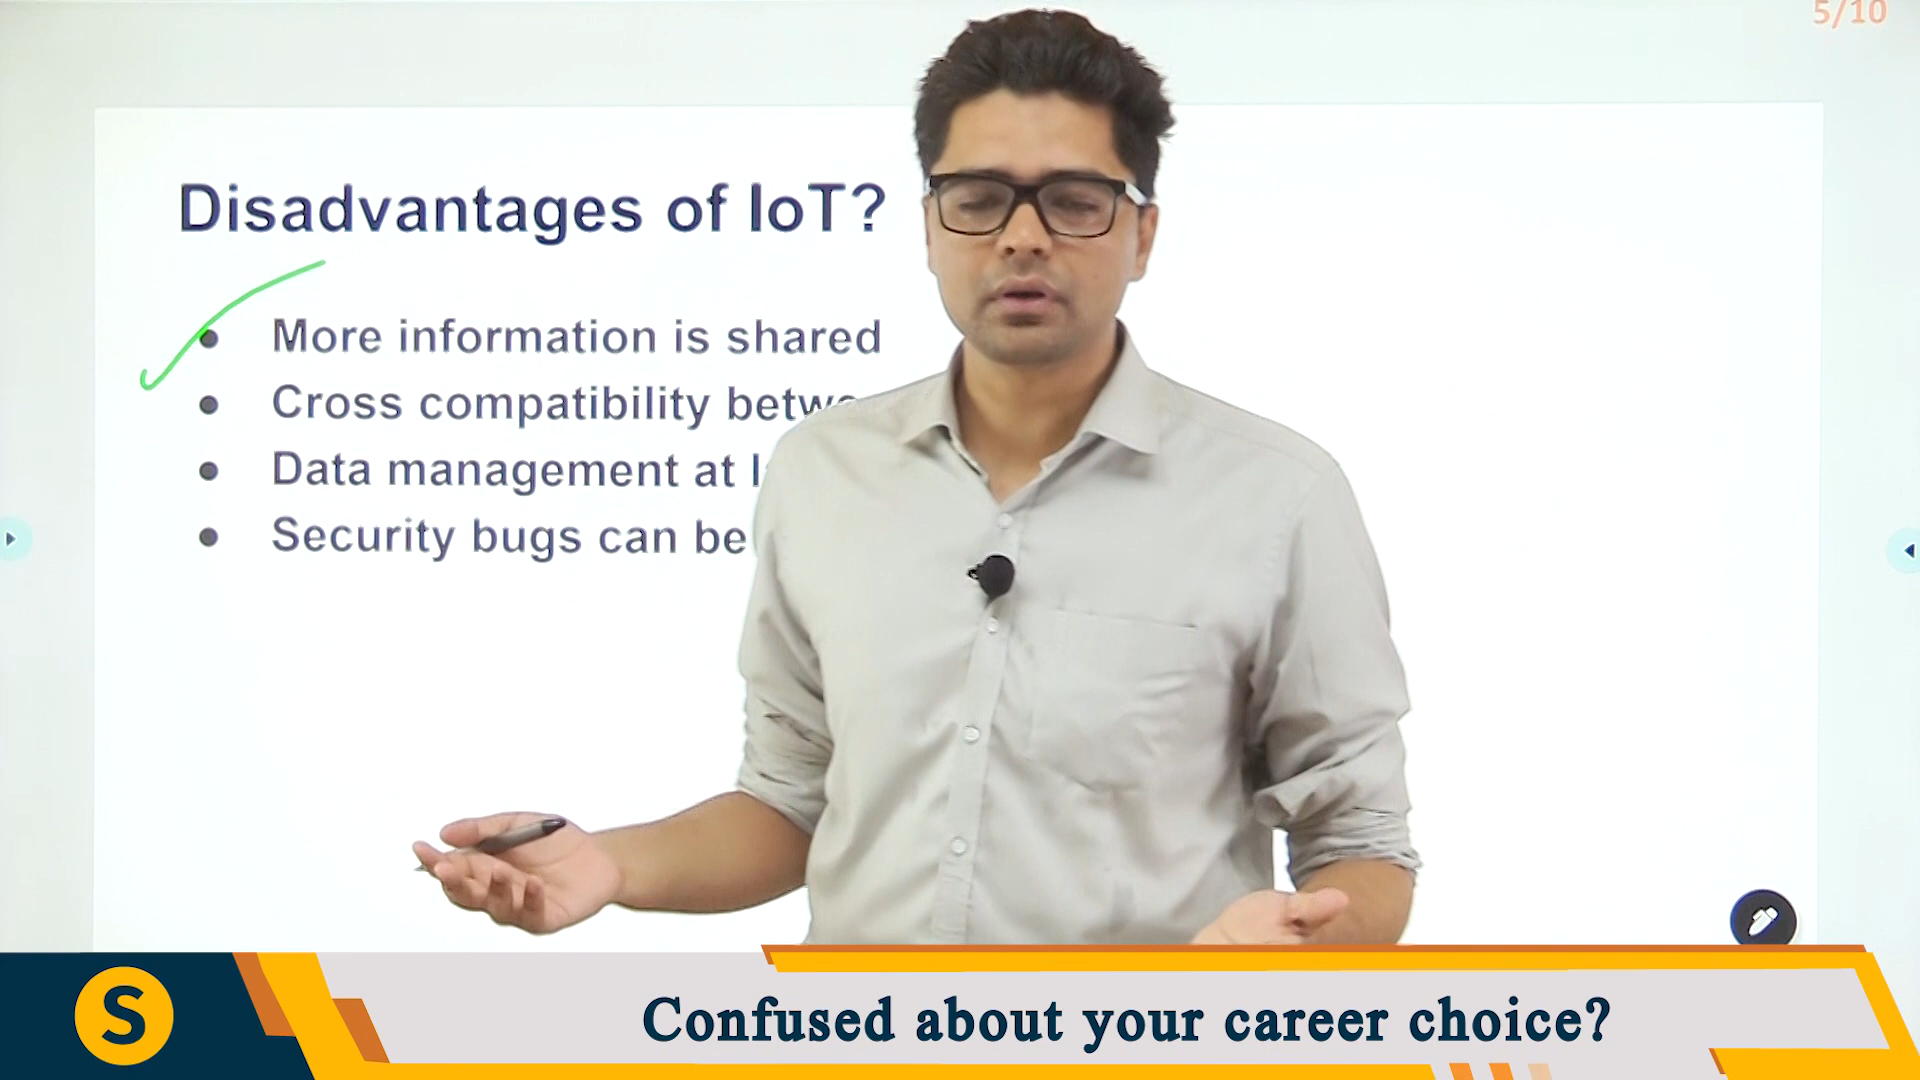 5/10
Disadvantages of IoT?
• More information is shared
• Cross compatibility
• Data management at
• Security bugs can be
S
Confused about your career choice?